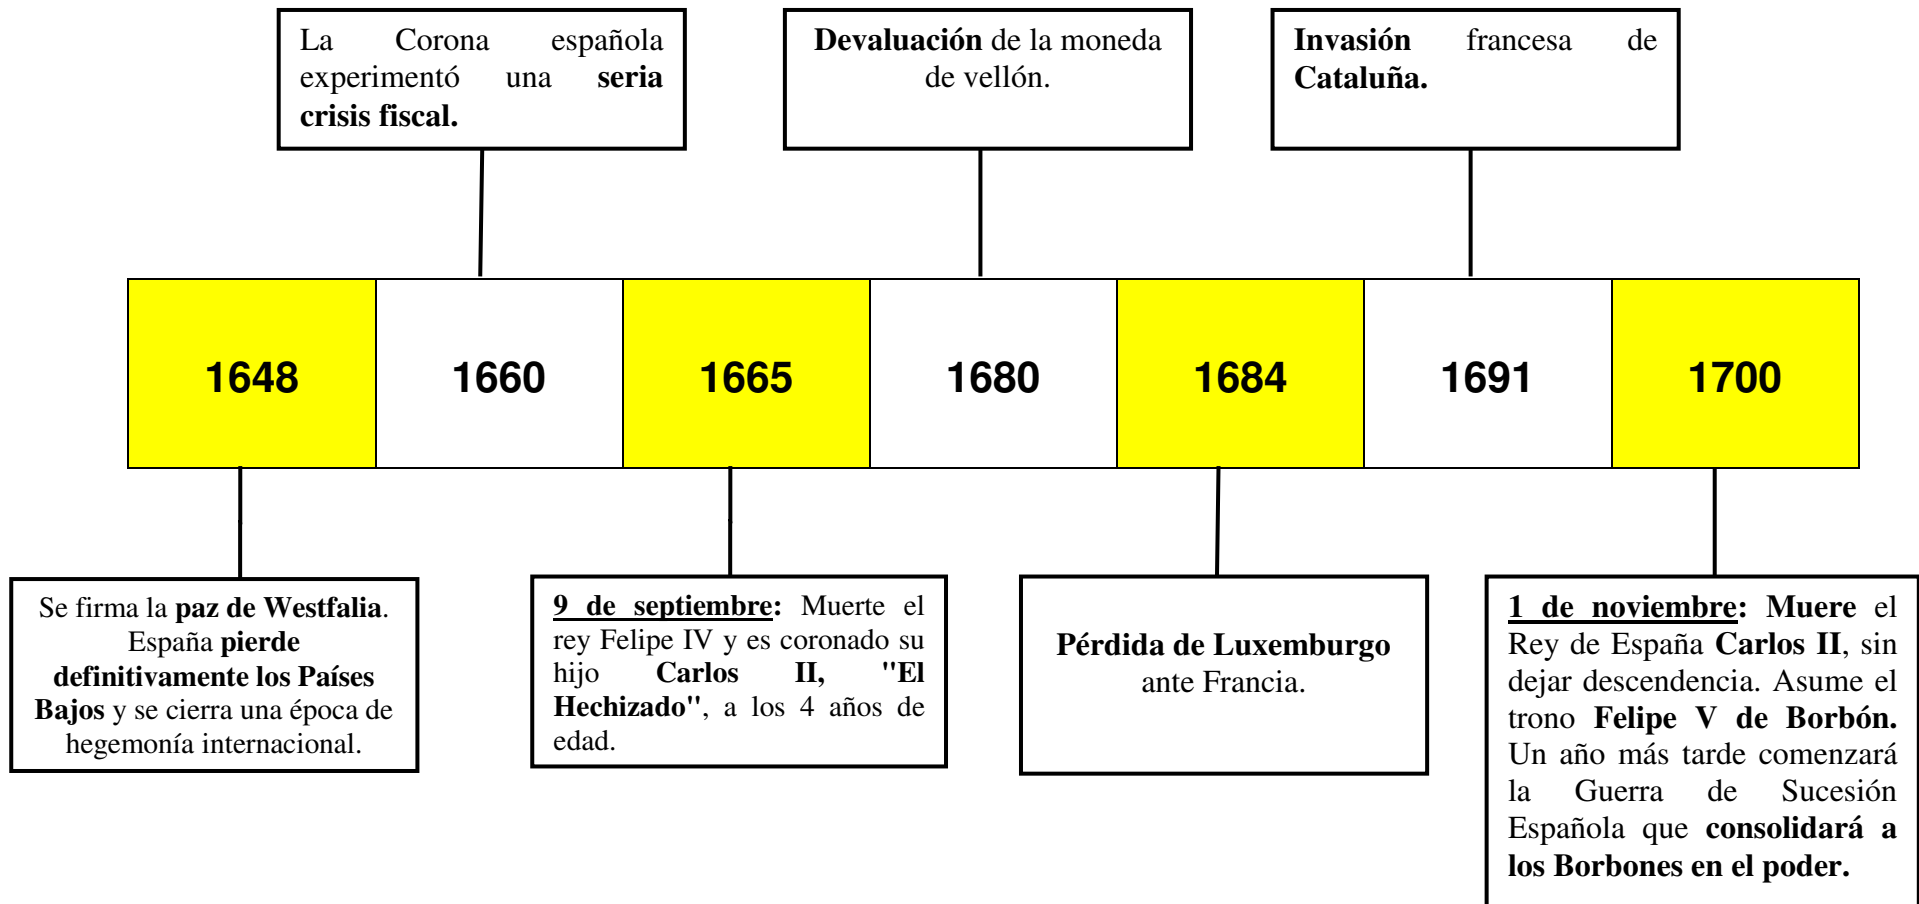 La Corona española
experimentó una seria
crisis fiscal.
Devaluación de la moneda
de vellón.
Invasión francesa de
Cataluña.
1648
1660
1665
1680
1684
1691
1700
Se firma la paz de Westfalia.
España pierde
definitivamente los Países
Bajos y se cierra una época de
hegemonía internacional.
9 de septiembre: Muerte el
rey Felipe IV y es coronado su
hijo Carlos II, "El
Hechizado", a los 4 años de
edad.
Pérdida de Luxemburgo
ante Francia.
1 de noviembre: Muere el
Rey de España Carlos II, sin
dejar descendencia. Asume el
trono Felipe V de Borbón.
Un año más tarde comenzará
la Guerra de Sucesión
Española que consolidará a
los Borbones en el poder.